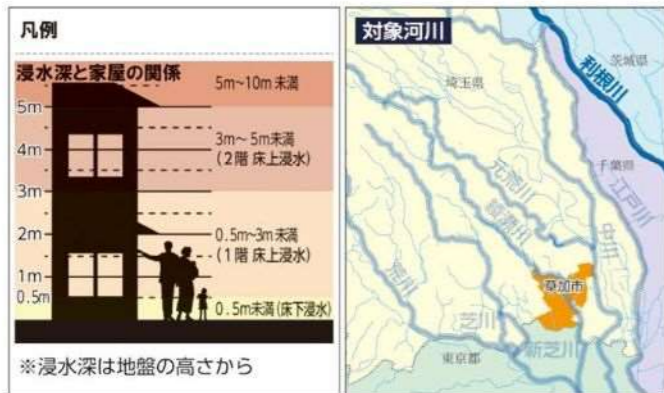 凡例
浸水深と家屋の関係
5m~10m未満
5m
3m~5m未満
(2階 床上浸水)
4m
3m
2m
0.5m~3m未満
(1階 床上浸水)
1m
0.5m
0.5m未満(床下浸水)
※浸水深は地盤の高さから
対象河川
茨城県
利根川
埼玉県
千葉県
元荒川
綾瀬川
江戸川
中川
荒川
草加市
芝川
新芝川
東京都